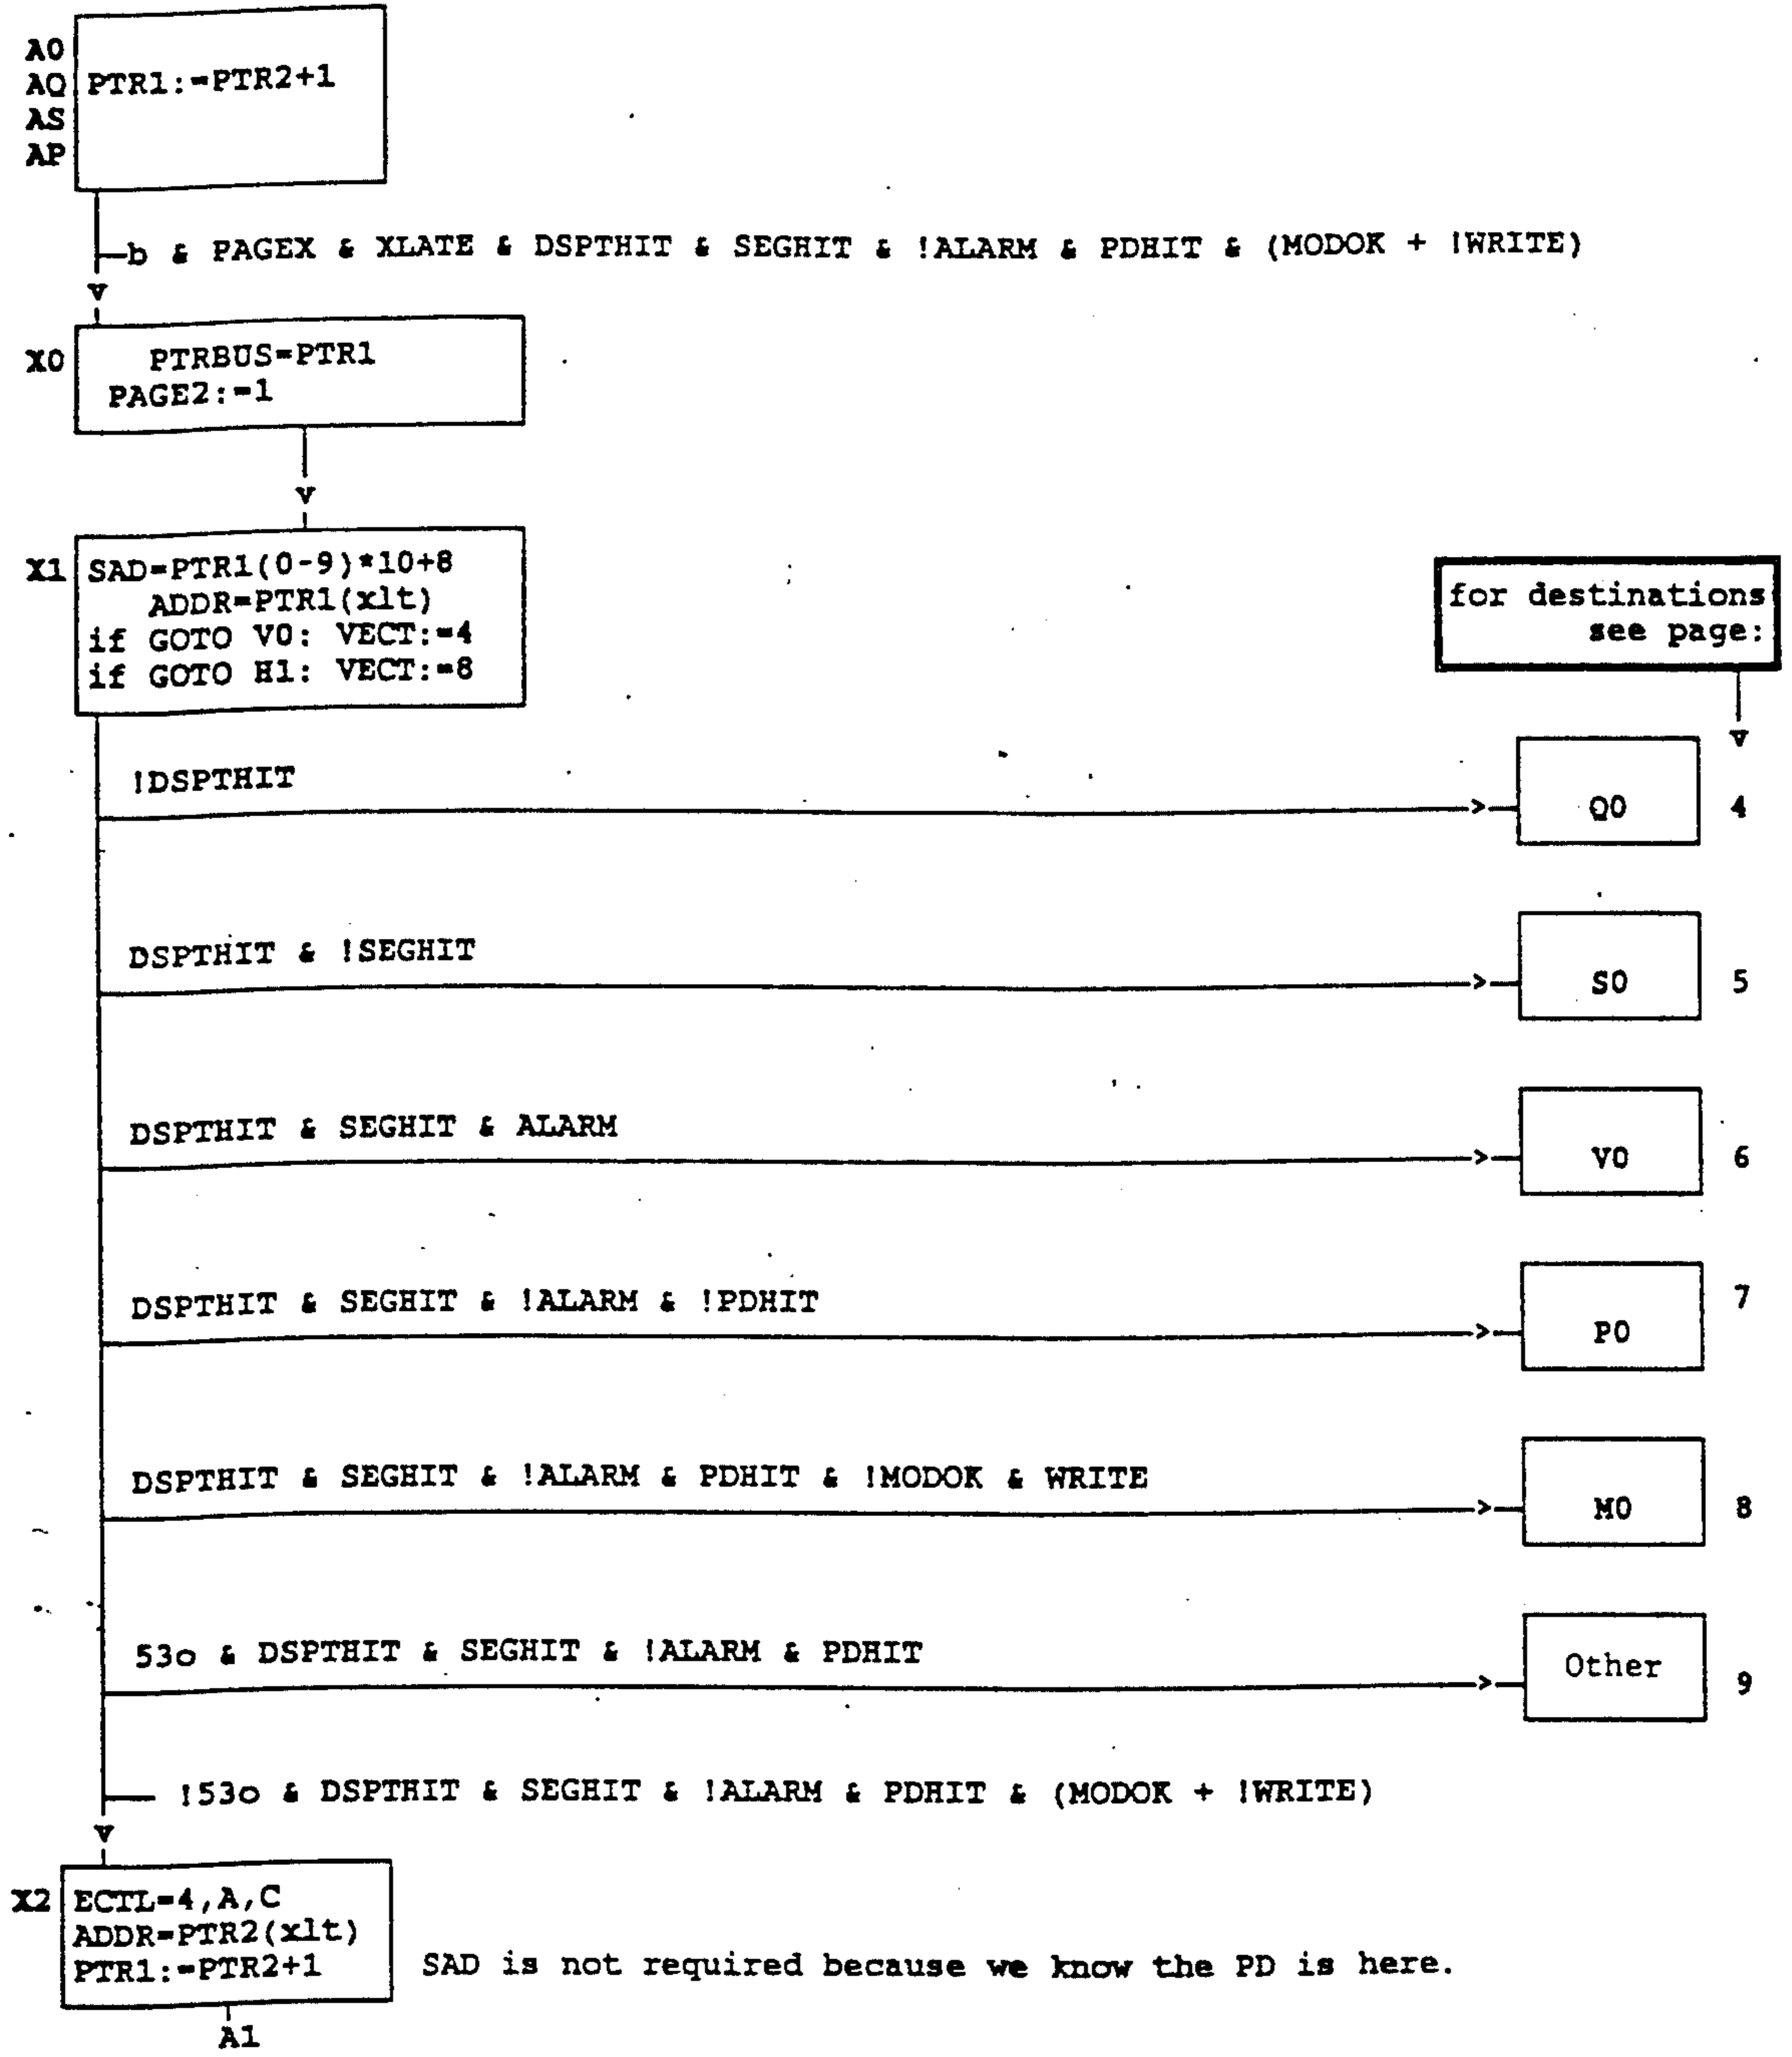 A0
AQ PTR1:=PTR2+1
AS
AP
b & PAGEX & XLATE & DSPTHIT & SEGHIT & !ALARM & PDHIT & (MODOK + !WRITE)
v
X0 PTRBUS=PTR1
PAGE2:=1
v
X1 SAD=PTR1(0-9)*10+8
ADDR=PTR1(xlt)
if GOTO V0: VECT:=4
if GOTO H1: VECT:=8
for destinations
see page:
v
!DSPTHIT
> Q0 4
DSPTHIT & !SEGHIT
> S0 5
DSPTHIT & SEGHIT & ALARM
> V0 6
DSPTHIT & SEGHIT & !ALARM & !PDHIT
> P0 7
DSPTHIT & SEGHIT & !ALARM & PDHIT & !MODOK & WRITE
> M0 8
53o & DSPTHIT & SEGHIT & !ALARM & PDHIT
> Other 9
!53o & DSPTHIT & SEGHIT & !ALARM & PDHIT & (MODOK + !WRITE)
v
X2 ECTL=4,A,C
ADDR=PTR2(xlt)
PTR1:=PTR2+1 SAD is not required because we know the PD is here.
A1